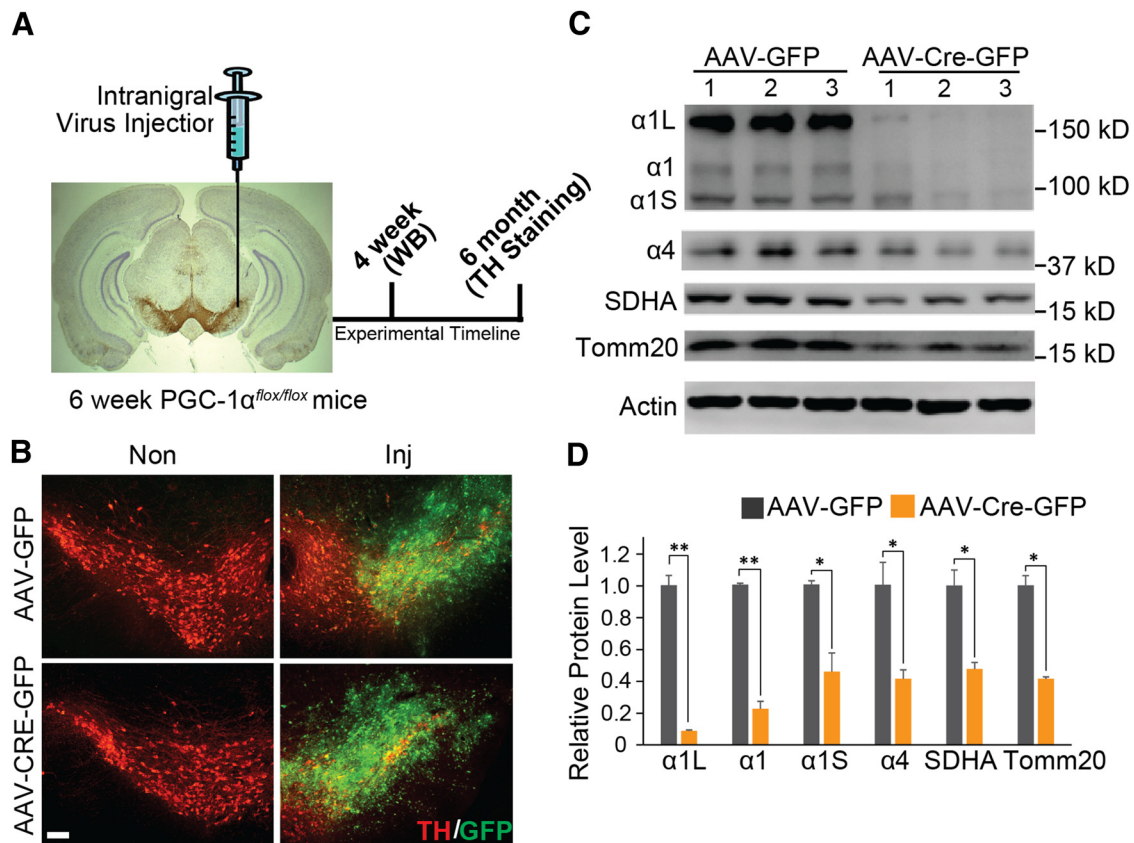 A
Intranigral
Virus Injection
4 week
(WB)
6 month
(TH Staining)
Experimental Timeline
6 week PGC-1αflox/flox mice
B
Non
Inj
AAV-GFP
AAV-CRE-GFP
TH/GFP
C
AAV-GFP
AAV-Cre-GFP
1 2 3 1 2 3
α1L
-150 kD
α1
-100 kD
α1S
α4
-37 kD
SDHA
-15 kD
Tomm20
-15 kD
Actin
D
AAV-GFP
AAV-Cre-GFP
Relative Protein Level
1.2
1.0
0.8
0.6
0.4
0.2
0
** ** * * * *
α1L α1 α1S α4 SDHA Tomm20